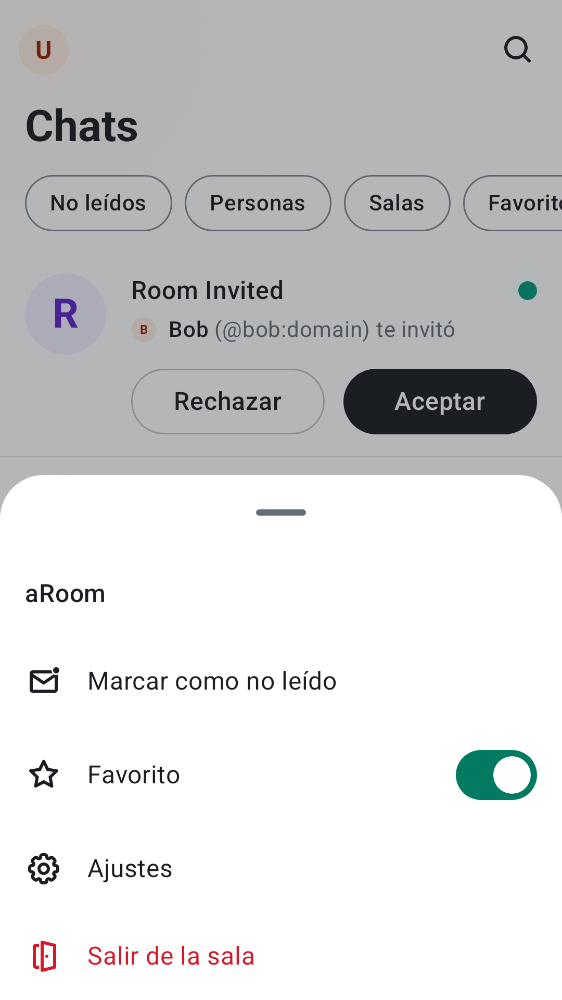 U
Chats
No leídos
Personas
Salas
Favorito
R
Room Invited
B Bob (@bob:domain) te invitó
Rechazar
Aceptar
aRoom
Marcar como no leído
Favorito
Ajustes
Salir de la sala